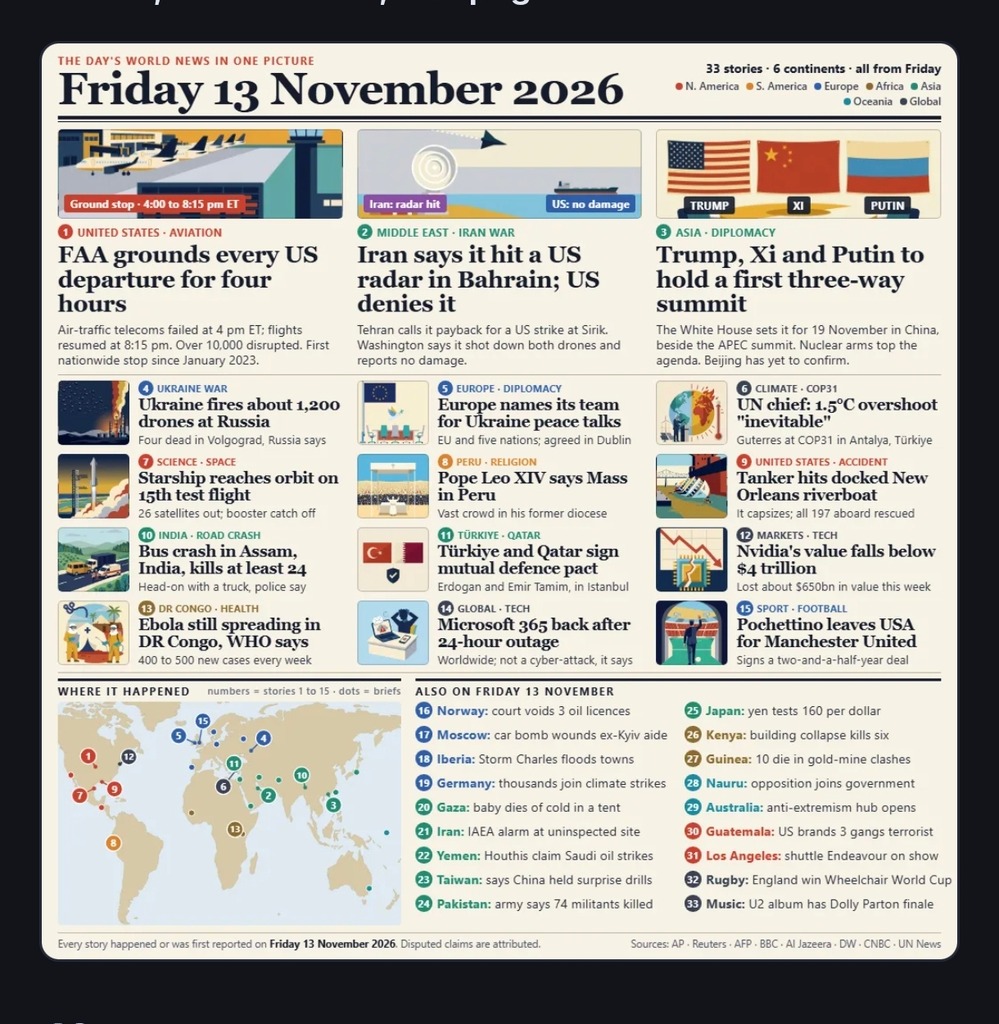 THE DAY'S WORLD NEWS IN ONE PICTURE
Friday 13 November 2026
33 stories · 6 continents · all from Friday
N. America S. America Europe Africa Asia
Oceania Global
Ground stop · 4:00 to 8:15 pm ET
1 UNITED STATES · AVIATION
FAA grounds every US
departure for four
hours
Air-traffic telecoms failed at 4 pm ET; flights
resumed at 8:15 pm. Over 10,000 disrupted. First
nationwide stop since January 2023.
Iran: radar hit
US: no damage
2 MIDDLE EAST · IRAN WAR
Iran says it hit a US
radar in Bahrain; US
denies it
Tehran calls it payback for a US strike at Sirik.
Washington says it shot down both drones and
reports no damage.
TRUMP
XI
PUTIN
3 ASIA · DIPLOMACY
Trump, Xi and Putin to
hold a first three-way
summit
The White House sets it for 19 November in China,
beside the APEC summit. Nuclear arms top the
agenda. Beijing has yet to confirm.
4 UKRAINE WAR
Ukraine fires about 1,200
drones at Russia
Four dead in Volgograd, Russia says
5 EUROPE · DIPLOMACY
Europe names its team
for Ukraine peace talks
EU and five nations; agreed in Dublin
6 CLIMATE · COP31
UN chief: 1.5°C overshoot
"inevitable"
Guterres at COP31 in Antalya, Türkiye
7 SCIENCE · SPACE
Starship reaches orbit on
15th test flight
26 satellites out; booster catch off
8 PERU · RELIGION
Pope Leo XIV says Mass
in Peru
Vast crowd in his former diocese
9 UNITED STATES · ACCIDENT
Tanker hits docked New
Orleans riverboat
It capsizes; all 197 aboard rescued
10 INDIA · ROAD CRASH
Bus crash in Assam,
India, kills at least 24
Head-on with a truck, police say
11 TÜRKIYE · QATAR
Türkiye and Qatar sign
mutual defence pact
Erdogan and Emir Tamim, in Istanbul
12 MARKETS · TECH
Nvidia's value falls below
$4 trillion
Lost about $650bn in value this week
13 DR CONGO · HEALTH
Ebola still spreading in
DR Congo, WHO says
400 to 500 new cases every week
14 GLOBAL · TECH
Microsoft 365 back after
24-hour outage
Worldwide; not a cyber-attack, it says
15 SPORT · FOOTBALL
Pochettino leaves USA
for Manchester United
Signs a two-and-a-half-year deal
WHERE IT HAPPENED
numbers = stories 1 to 15 · dots = briefs
15
5
4
1
12
11
10
6
7
9
2
3
13
8
ALSO ON FRIDAY 13 NOVEMBER
16 Norway: court voids 3 oil licences
17 Moscow: car bomb wounds ex-Kyiv aide
18 Iberia: Storm Charles floods towns
19 Germany: thousands join climate strikes
20 Gaza: baby dies of cold in a tent
21 Iran: IAEA alarm at uninspected site
22 Yemen: Houthis claim Saudi oil strikes
23 Taiwan: says China held surprise drills
24 Pakistan: army says 74 militants killed
25 Japan: yen tests 160 per dollar
26 Kenya: building collapse kills six
27 Guinea: 10 die in gold-mine clashes
28 Nauru: opposition joins government
29 Australia: anti-extremism hub opens
30 Guatemala: US brands 3 gangs terrorist
31 Los Angeles: shuttle Endeavour on show
32 Rugby: England win Wheelchair World Cup
33 Music: U2 album has Dolly Parton finale
Every story happened or was first reported on Friday 13 November 2026. Disputed claims are attributed.
Sources: AP · Reuters · AFP · BBC · Al Jazeera · DW · CNBC · UN News